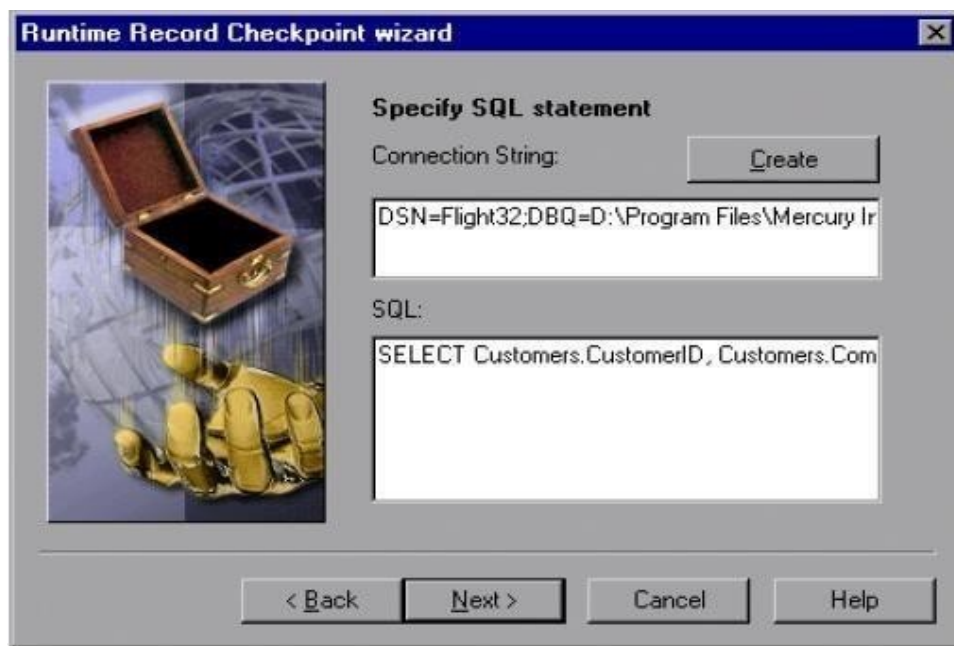 Runtime Record Checkpoint wizard
Specify SQL statement
Connection String:
Create
DSN=Flight32;DBQ=D:\Program Files\Mercury Ir
SQL:
SELECT Customers.CustomerID, Customers.Com
< Back
Next >
Cancel
Help